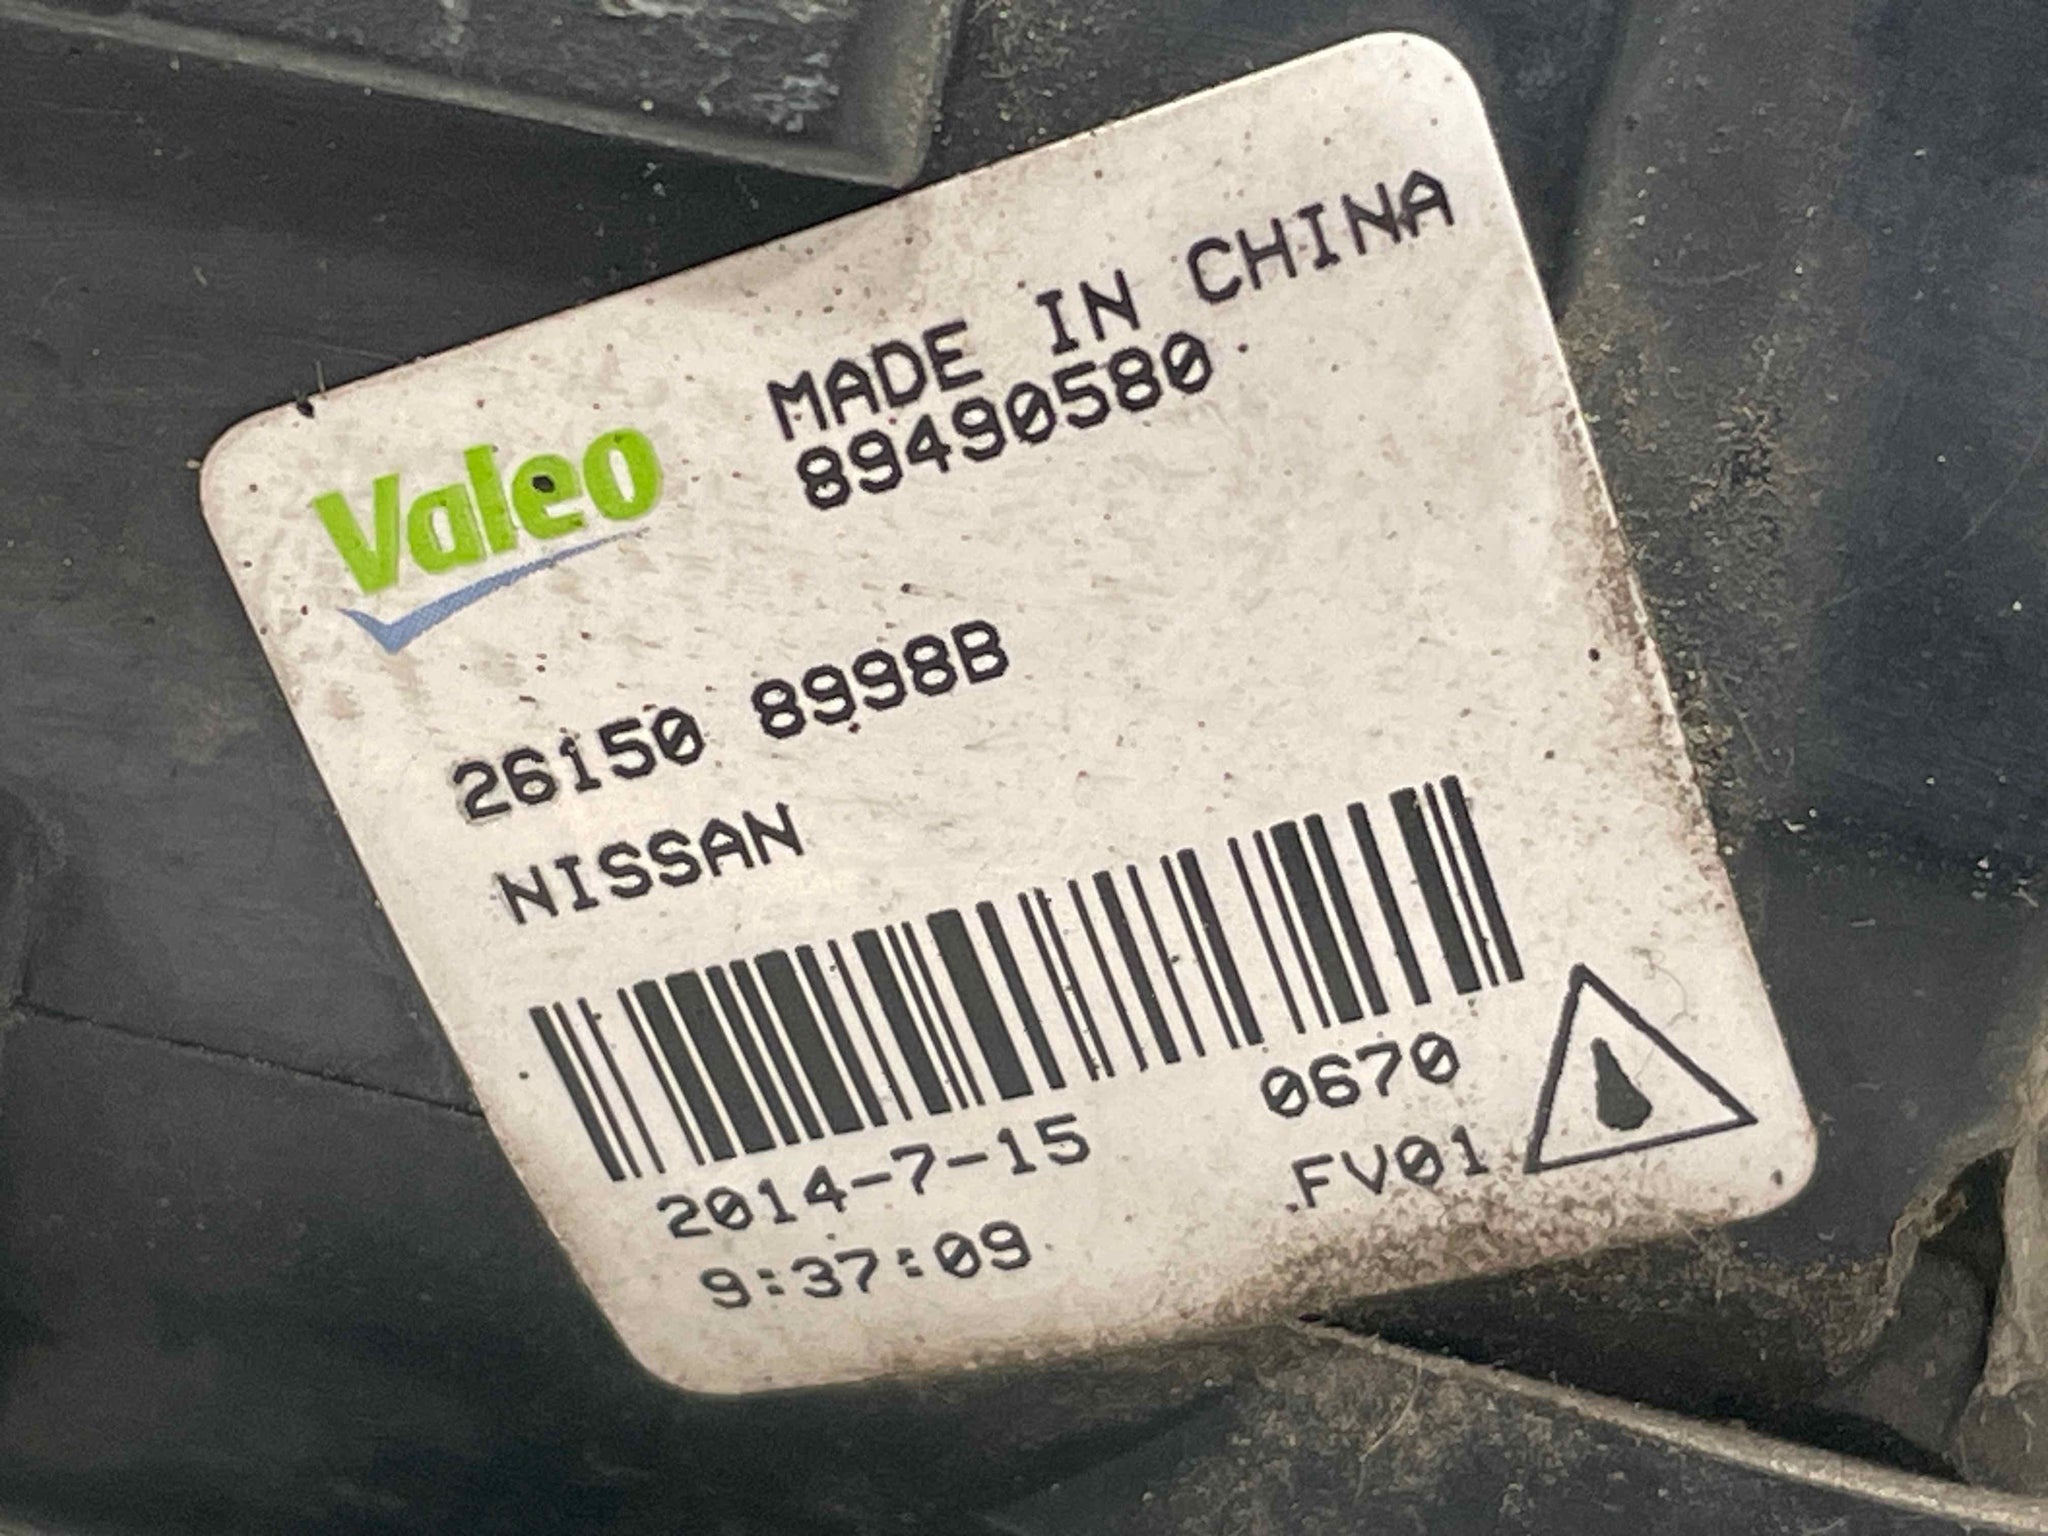 MADE IN CHINA
Valeo 89490580
26150 8998B
NISSAN
2014-7-15 0670
9:37:09 FV01